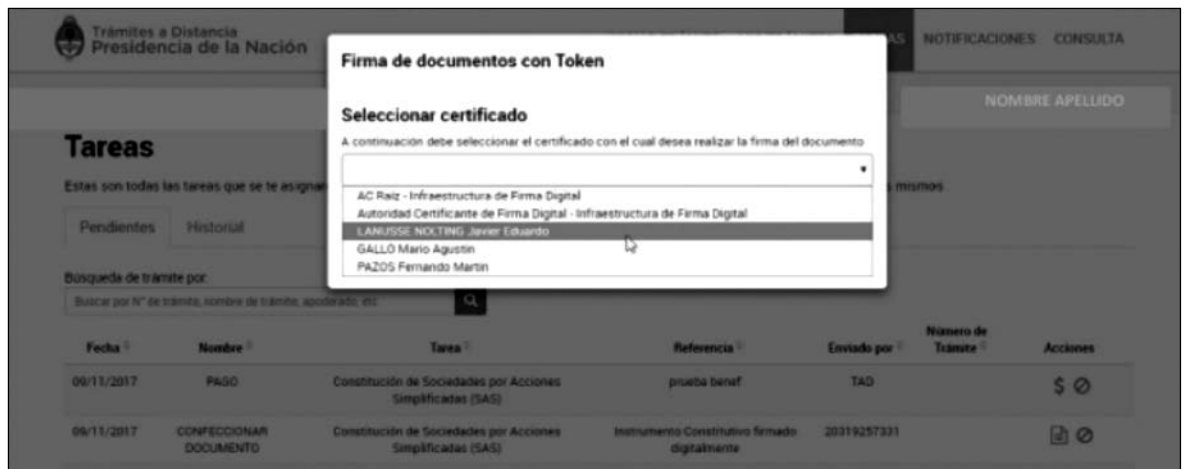 Trámites a Distancia
Presidencia de la Nación
AS NOTIFICACIONES CONSULTA
NOMBRE APELLIDO
Firma de documentos con Token
Seleccionar certificado
A continuación debe seleccionar el certificado con el cual desea realizar la firma del documento
AC Raíz - Infraestructura de Firma Digital
Autoridad Certificante de Firma Digital - Infraestructura de Firma Digital
LANUSSE NOLTING Javier Eduardo
GALLO Mario Agustin
PAZOS Fernando Martin
Tareas
Estas son todas las tareas que se te asignar
s mismos
Pendientes Historial
Búsqueda de trámite por:
Buscar por N° de trámite, nombre de trámite, apoderado, etc
Fecha Nombre Tarea Referencia Enviado por Número de Trámite Acciones
09/11/2017 PAGO Constitución de Sociedades por Acciones prueba benef TAD $
Simplificadas (SAS)
09/11/2017 CONFECCIONAR Constitución de Sociedades por Acciones Instrumento Constitutivo firmado 20319257331
DOCUMENTO Simplificadas (SAS) digitalmente